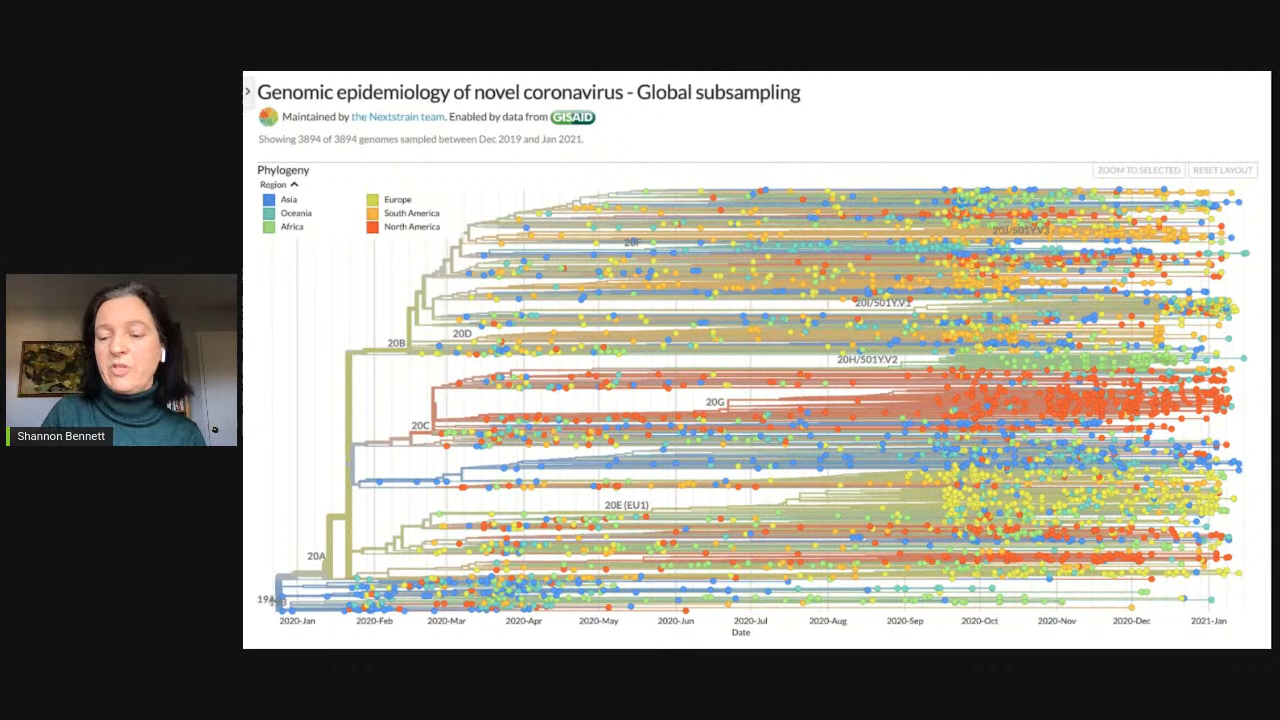 Genomic epidemiology of novel coronavirus - Global subsampling
Maintained by the Nextstrain team. Enabled by data from GISAID
Showing 3894 of 3894 genomes sampled between Dec 2019 and Jan 2021.
Phylogeny
ZOOM TO SELECTED
RESET LAYOUT
Region
Asia
Europe
Oceania
South America
Africa
North America
20J/501Y.V3
20F
20I/501Y.V1
20D
20B
20H/501Y.V2
20G
20C
Shannon Bennett
20E (EU1)
20A
19A
2020-Jan
2020-Feb
2020-Mar
2020-Apr
2020-May
2020-Jun
2020-Jul
2020-Aug
2020-Sep
2020-Oct
2020-Nov
2020-Dec
2021-Jan
Date